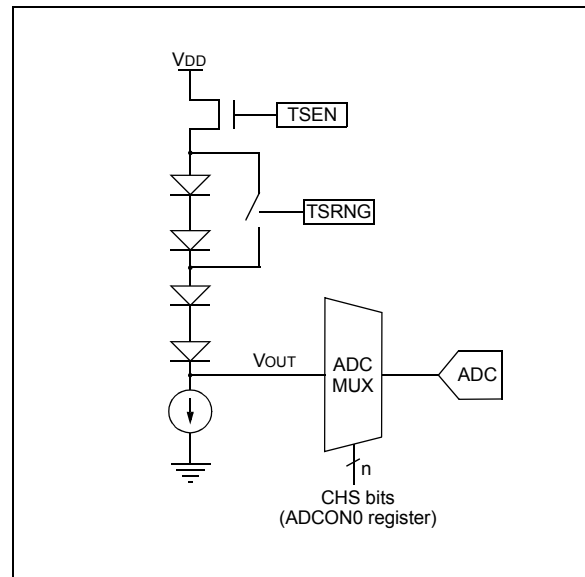 VDD
TSEN
TSRNG
VOUT
ADC
MUX
ADC
n
CHS bits
(ADCON0 register)